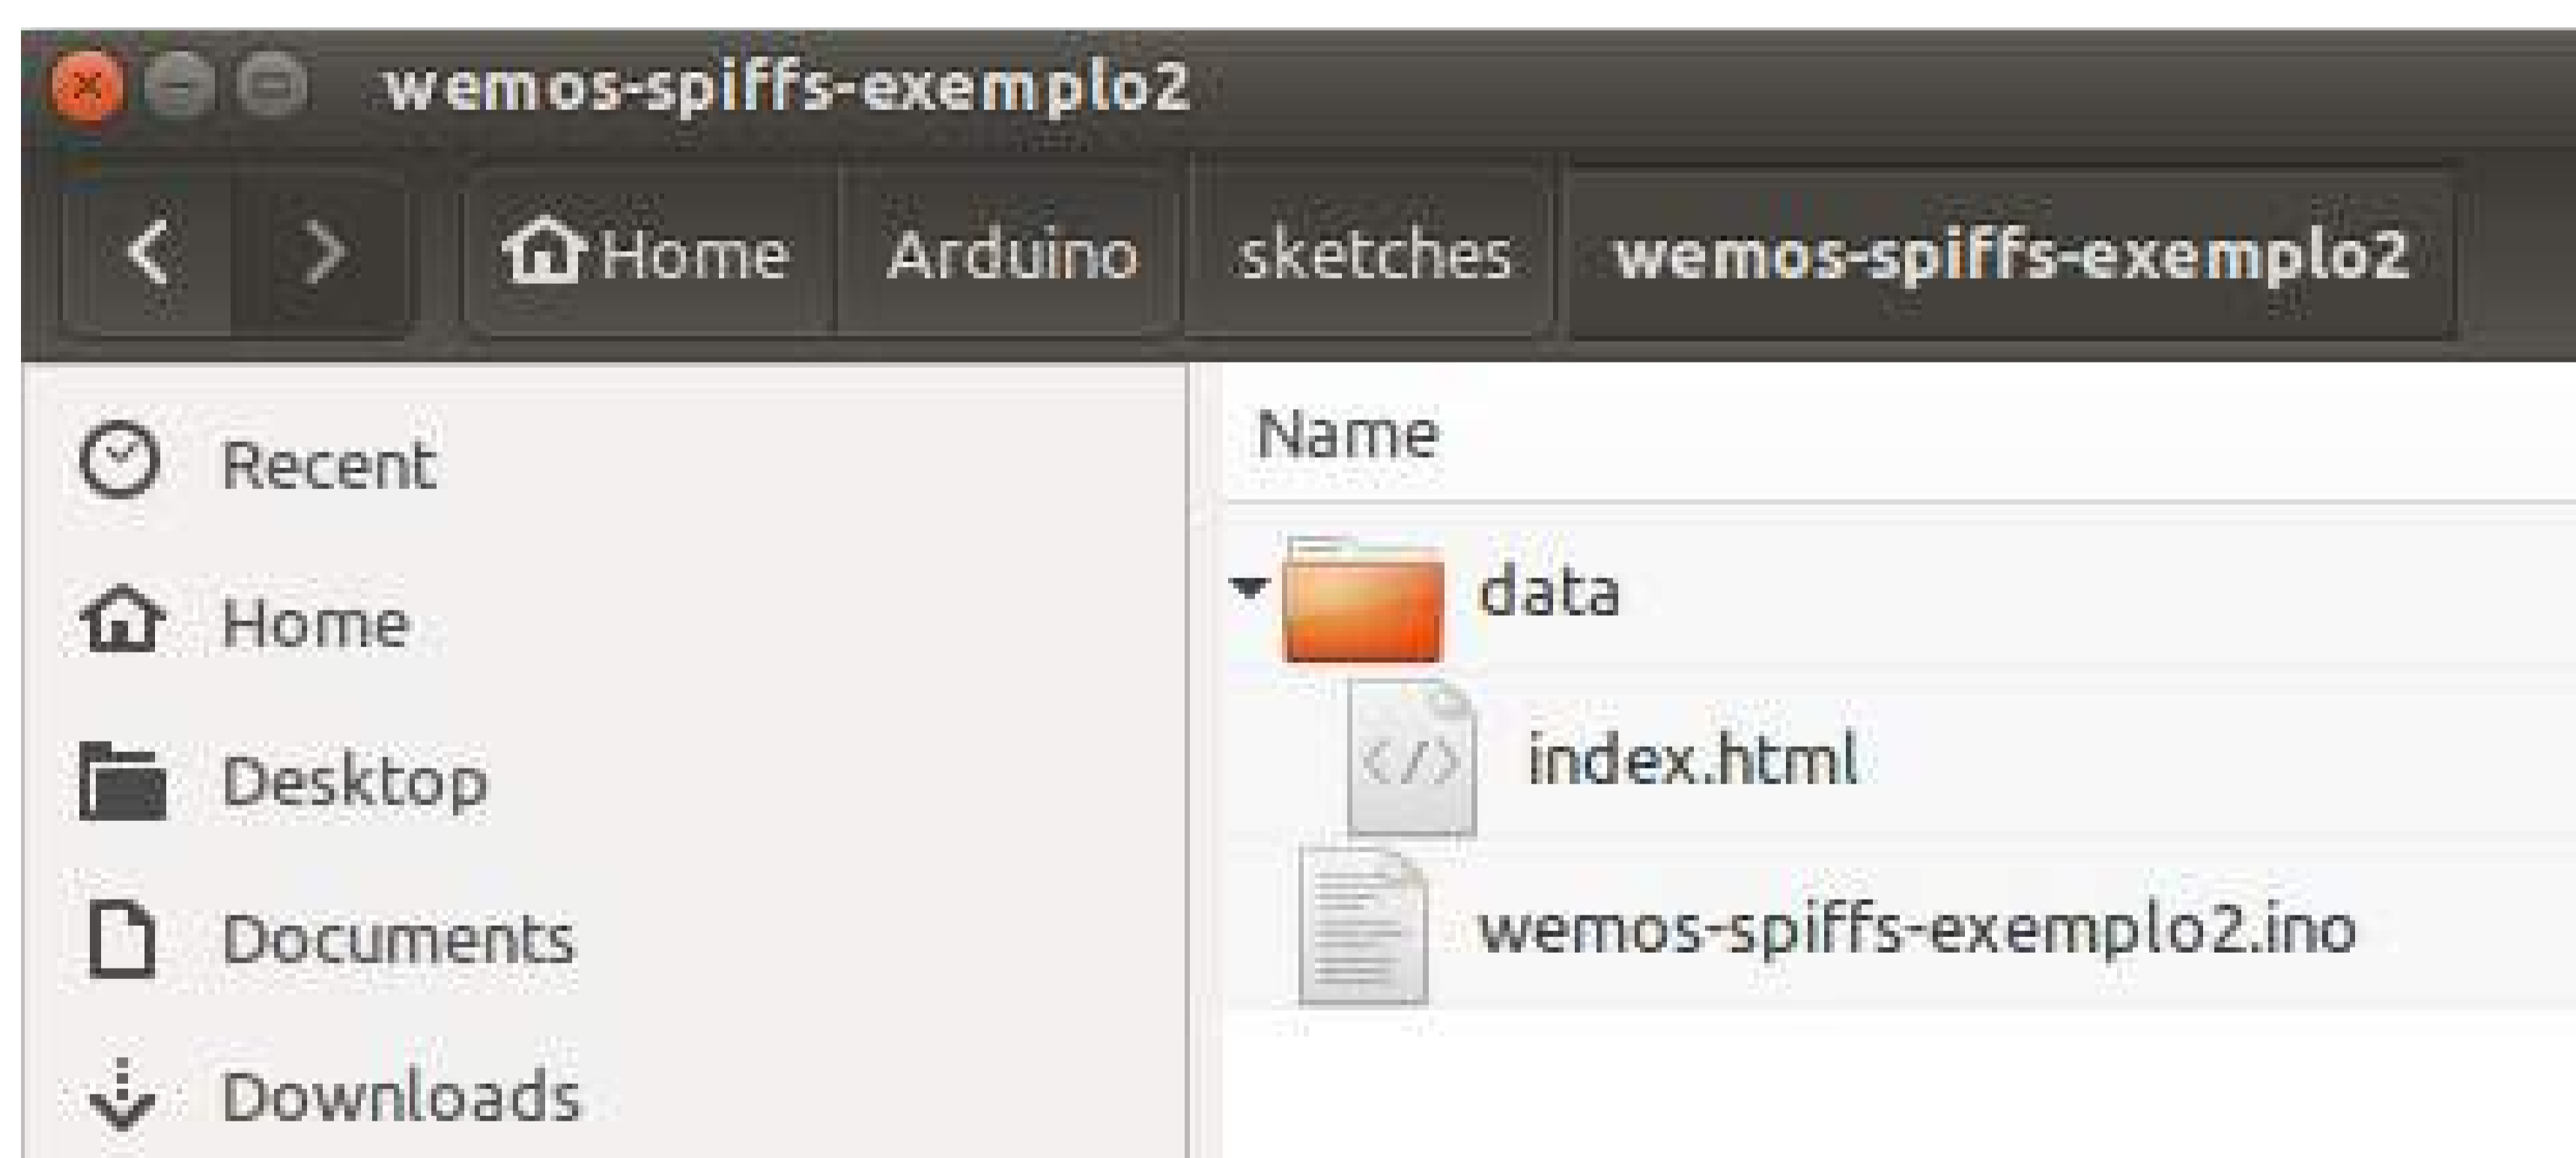 wemos-spiffs-exemplo2
Home Arduino sketches wemos-spiffs-exemplo2
Recent
Home
Desktop
Documents
Downloads
Name
data
</>
index.html
wemos-spiffs-exemplo2.ino